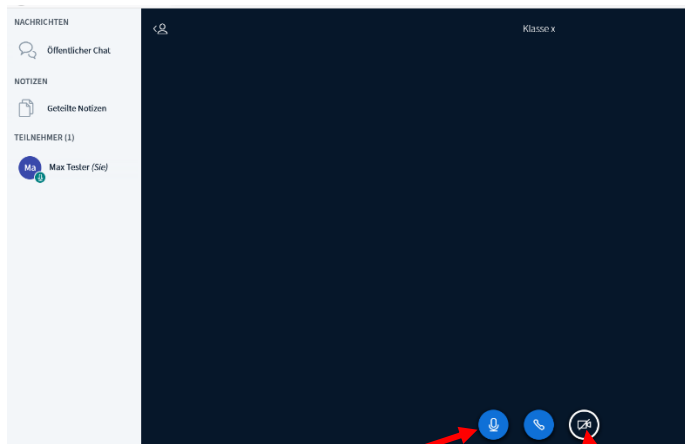 NACHRICHTEN
Öffentlicher Chat
NOTIZEN
Geteilte Notizen
TEILNEHMER (1)
Ma
Max Tester (Sie)
Klasse x